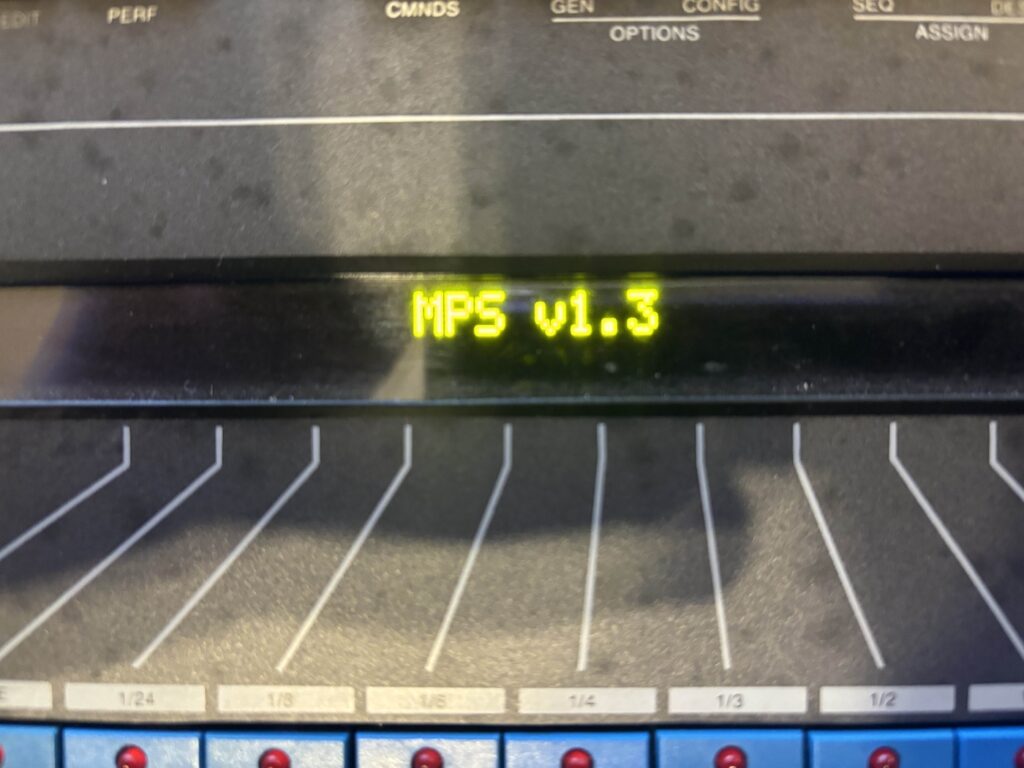 EDIT PERF CMNDS GEN CONFIG SEQ
OPTIONS ASSIGN
MPS v1.3
1/24 1/8 1/6 1/4 1/3 1/2